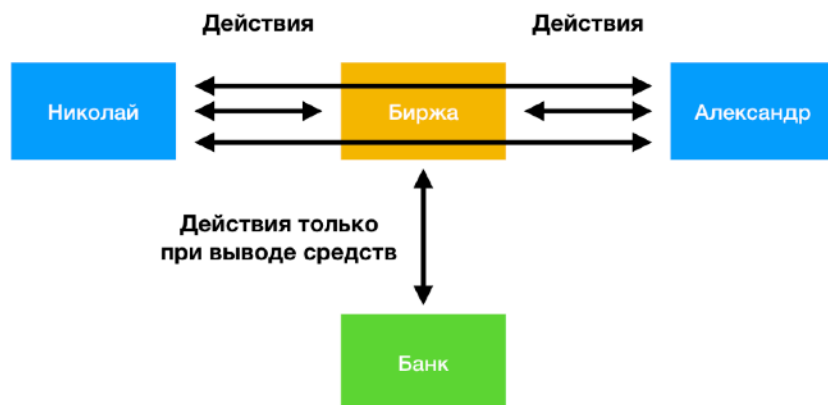 Действия
Действия
Николай
Биржа
Александр
Действия только
при выводе средств
Банк